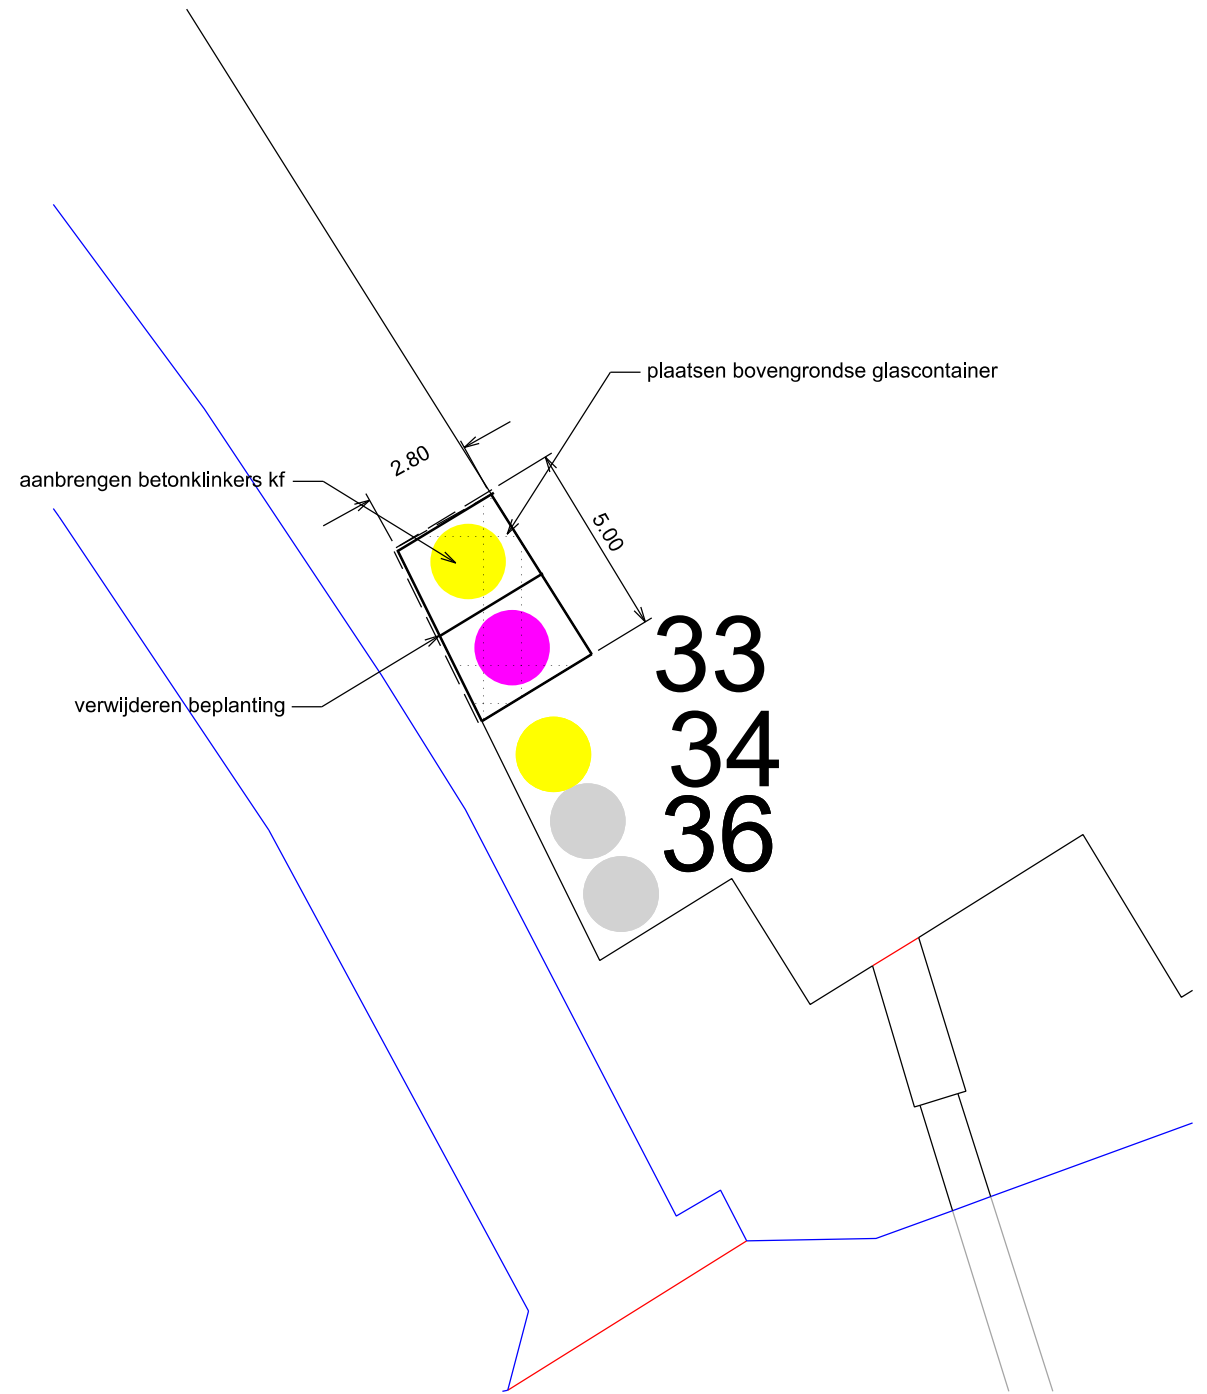 plaatsen bovengrondse glascontainer
2.80
aanbrengen betonklinkers kf
5.00
33
verwijderen beplanting
34
36